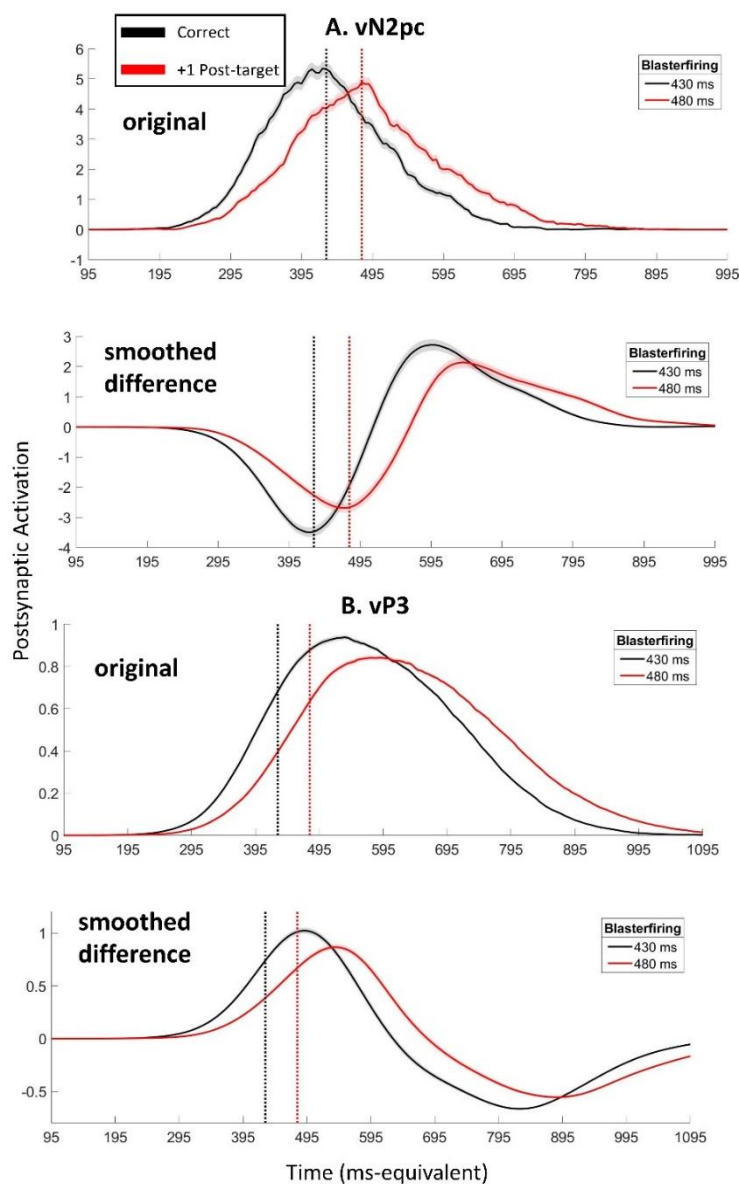 A. vN2pc
Correct
+1 Post-target
original
Blasterfiring
430 ms
480 ms
6
5
4
3
2
1
0
-1
95 195 295 395 495 595 695 795 895 995
smoothed
difference
Blasterfiring
430 ms
480 ms
3
2
1
0
-1
-2
-3
-4
95 195 295 395 495 595 695 795 895 995
Postsynaptic Activation
B. vP3
original
Blasterfiring
430 ms
480 ms
1
0.8
0.6
0.4
0.2
0
95 195 295 395 495 595 695 795 895 995 1095
smoothed
difference
Blasterfiring
430 ms
480 ms
1
0.5
0
-0.5
95 195 295 395 495 595 695 795 895 995 1095
Time (ms-equivalent)